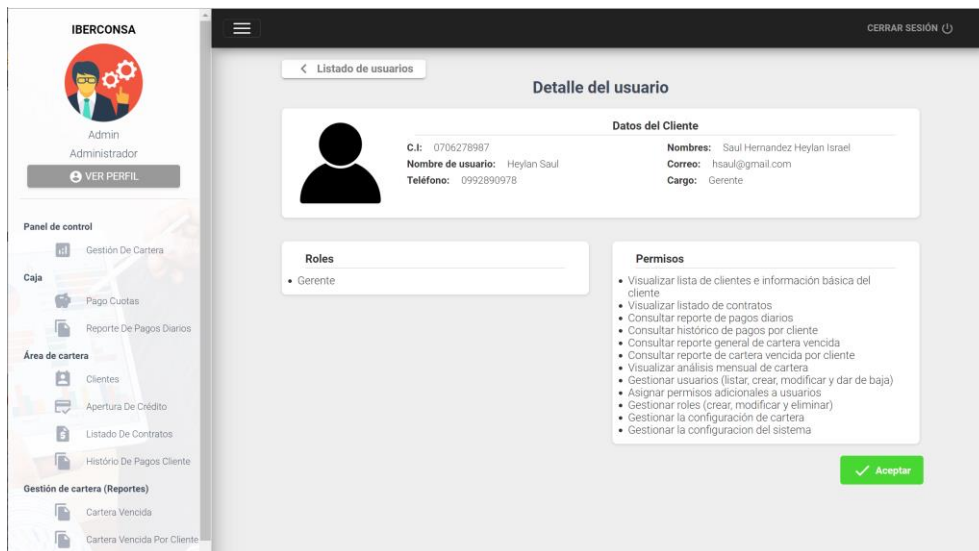 IBERCONSA
Admin
Administrador
VER PERFIL
Panel de control
Gestión De Cartera
Caja
Pago Cuotas
Reporte De Pagos Diarios
Área de cartera
Clientes
Apertura De Crédito
Listado De Contratos
Histório De Pagos Cliente
Gestión de cartera (Reportes)
Cartera Vencida
Cartera Vencida Por Cliente
CERRAR SESIÓN
Listado de usuarios
Detalle del usuario
Datos del Cliente
C.I: 0706278987
Nombres: Saul Hernandez Heylan Israel
Nombre de usuario: Heylan Saul
Correo: hsaul@gmail.com
Teléfono: 0992890978
Cargo: Gerente
Roles
• Gerente
Permisos
• Visualizar lista de clientes e información básica del
cliente
• Visualizar listado de contratos
• Consultar reporte de pagos diarios
• Consultar histórico de pagos por cliente
• Consultar reporte general de cartera vencida
• Consultar reporte de cartera vencida por cliente
• Visualizar análisis mensual de cartera
• Gestionar usuarios (listar, crear, modificar y dar de baja)
• Asignar permisos adicionales a usuarios
• Gestionar roles (crear, modificar y eliminar)
• Gestionar la configuración de cartera
• Gestionar la configuracion del sistema
Aceptar